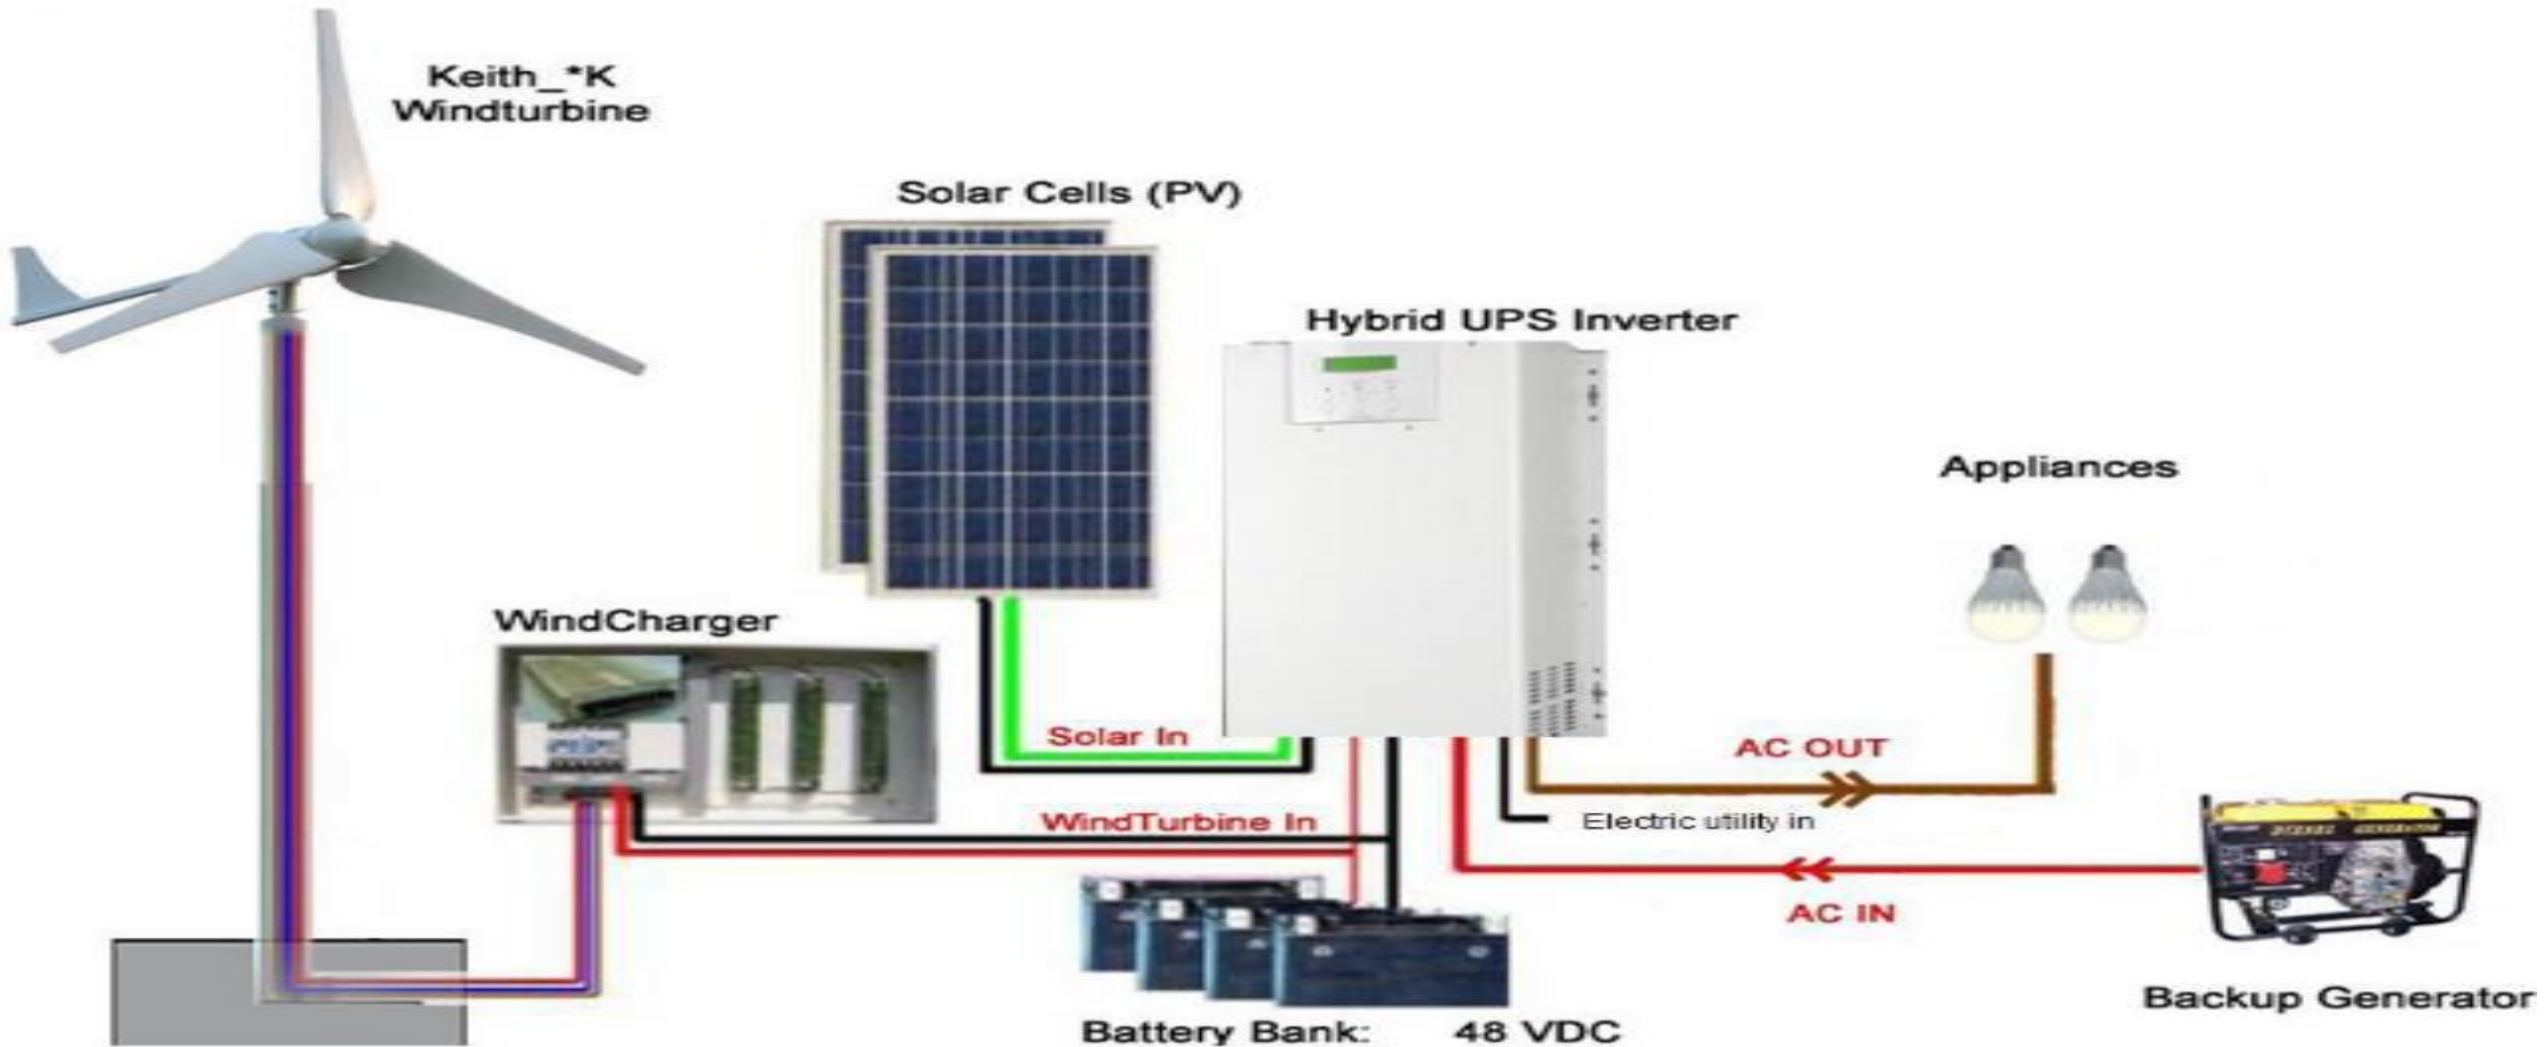 Keith_*K
Windturbine
Solar Cells (PV)
Hybrid UPS Inverter
Appliances
WindCharger
Solar In
AC OUT
WindTurbine In
Electric utility in
AC IN
Backup Generator
Battery Bank: 48 VDC